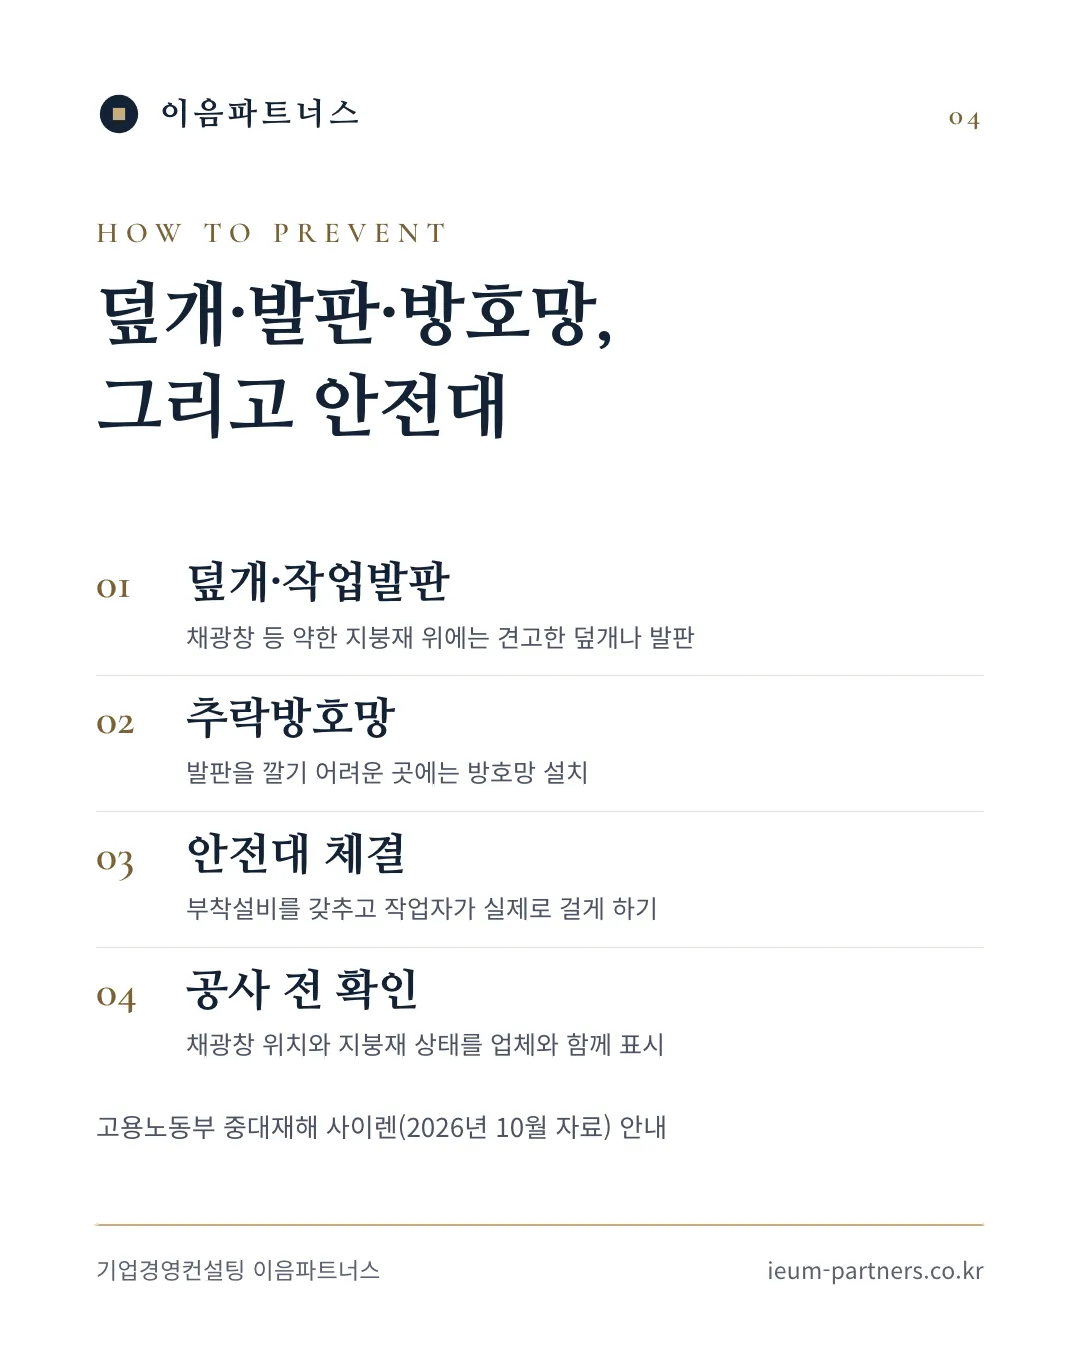 이음파트너스
04
HOW TO PREVENT
덮개·발판·방호망,
그리고 안전대
01
덮개·작업발판
채광창 등 약한 지붕재 위에는 견고한 덮개나 발판
02
추락방호망
발판을 깔기 어려운 곳에는 방호망 설치
03
안전대 체결
부착설비를 갖추고 작업자가 실제로 걸게 하기
04
공사 전 확인
채광창 위치와 지붕재 상태를 업체와 함께 표시
고용노동부 중대재해 사이렌(2026년 10월 자료) 안내
기업경영컨설팅 이음파트너스
ieum-partners.co.kr